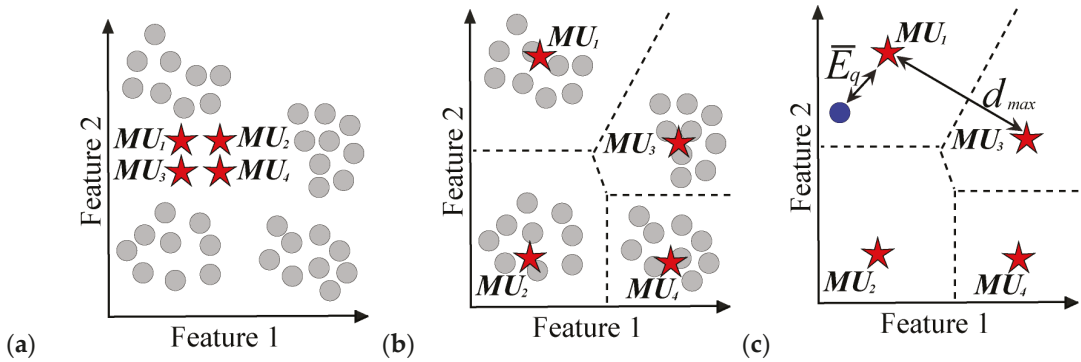 Feature 2
MU₁ MU₂
MU₃ MU₄
Feature 1
(a)
Feature 2
MU₁
MU₃
MU₂
MU₄
Feature 1
(b)
Feature 2
MU₁
E̅q
dmax
MU₃
MU₂
MU₄
Feature 1
(c)